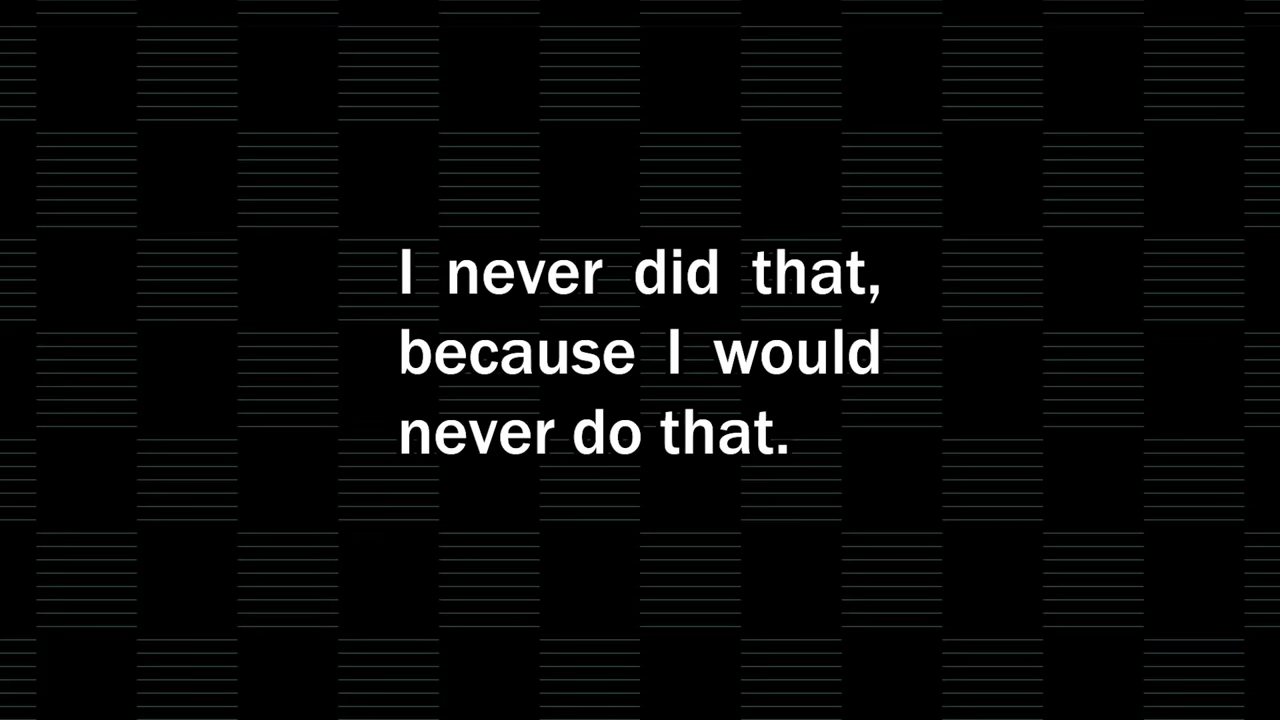 I never did that,
because I would
never do that.